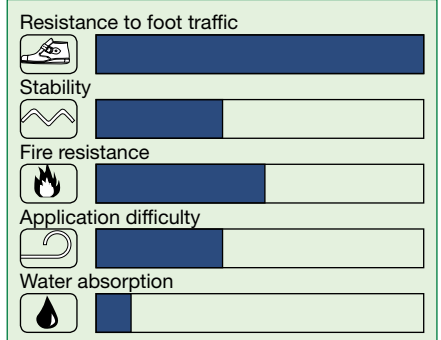 Resistance to foot traffic
Stability
Fire resistance
Application difficulty
Water absorption